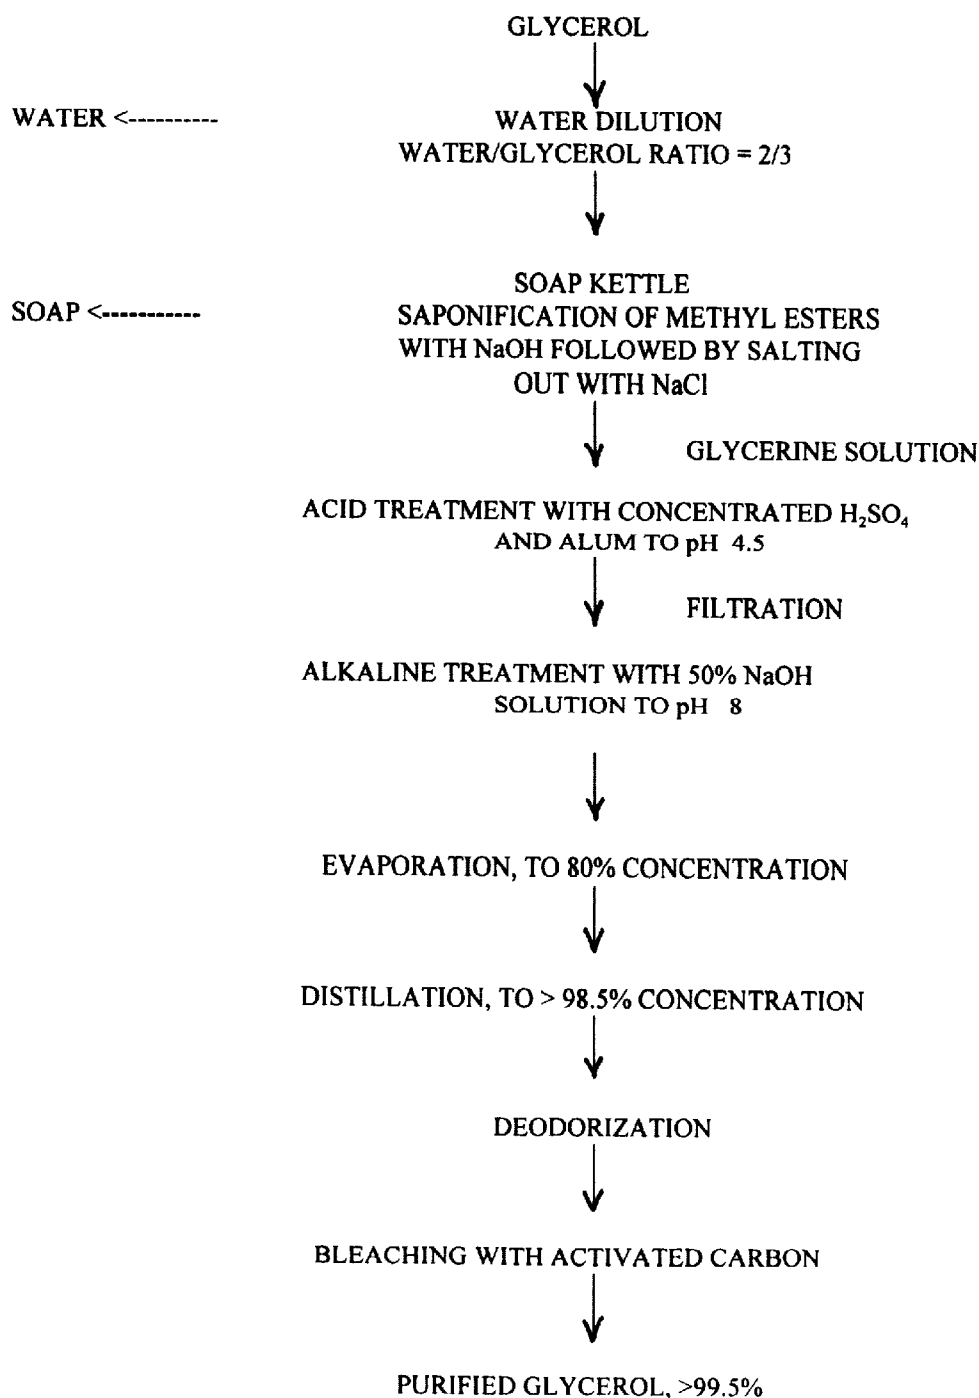 GLYCEROL
WATER <----------
WATER DILUTION
WATER/GLYCEROL RATIO = 2/3
SOAP KETTLE
SOAP <-----------
SAPONIFICATION OF METHYL ESTERS
WITH NaOH FOLLOWED BY SALTING
OUT WITH NaCl
GLYCERINE SOLUTION
ACID TREATMENT WITH CONCENTRATED H₂SO₄
AND ALUM TO pH 4.5
FILTRATION
ALKALINE TREATMENT WITH 50% NaOH
SOLUTION TO pH 8
EVAPORATION, TO 80% CONCENTRATION
DISTILLATION, TO > 98.5% CONCENTRATION
DEODORIZATION
BLEACHING WITH ACTIVATED CARBON
PURIFIED GLYCEROL, >99.5%